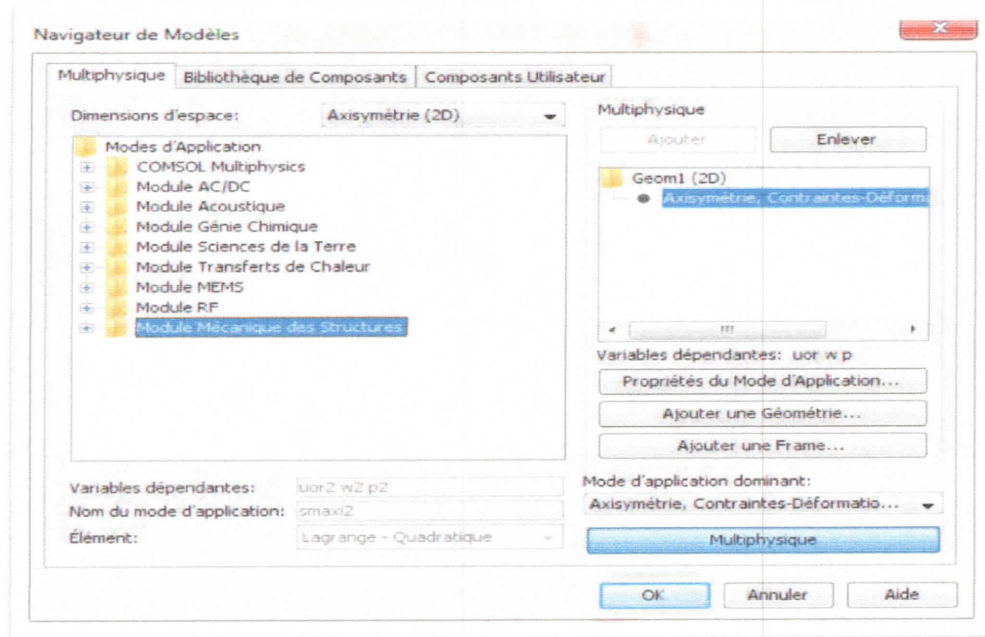 Navigateur de Modèles
Multiphysique
Bibliothèque de Composants
Composants Utilisateur
Dimensions d'espace:
Axisymétrie (2D)
Modes d'Application
COMSOL Multiphysics
Module AC/DC
Module Acoustique
Module Génie Chimique
Module Sciences de la Terre
Module Transferts de Chaleur
Module MEMS
Module RF
Module Mécanique des Structures
Variables dépendantes: uor2 w2 p2
Nom du mode d'application: smaxi2
Élément: Lagrange - Quadratique
Multiphysique
Ajouter
Enlever
Geom1 (2D)
Axisymétrie, Contraintes-Déform
Variables dépendantes: uor w p
Propriétés du Mode d'Application...
Ajouter une Géométrie...
Ajouter une Frame...
Mode d'application dominant:
Axisymétrie, Contraintes-Déformatio...
Multiphysique
OK
Annuler
Aide